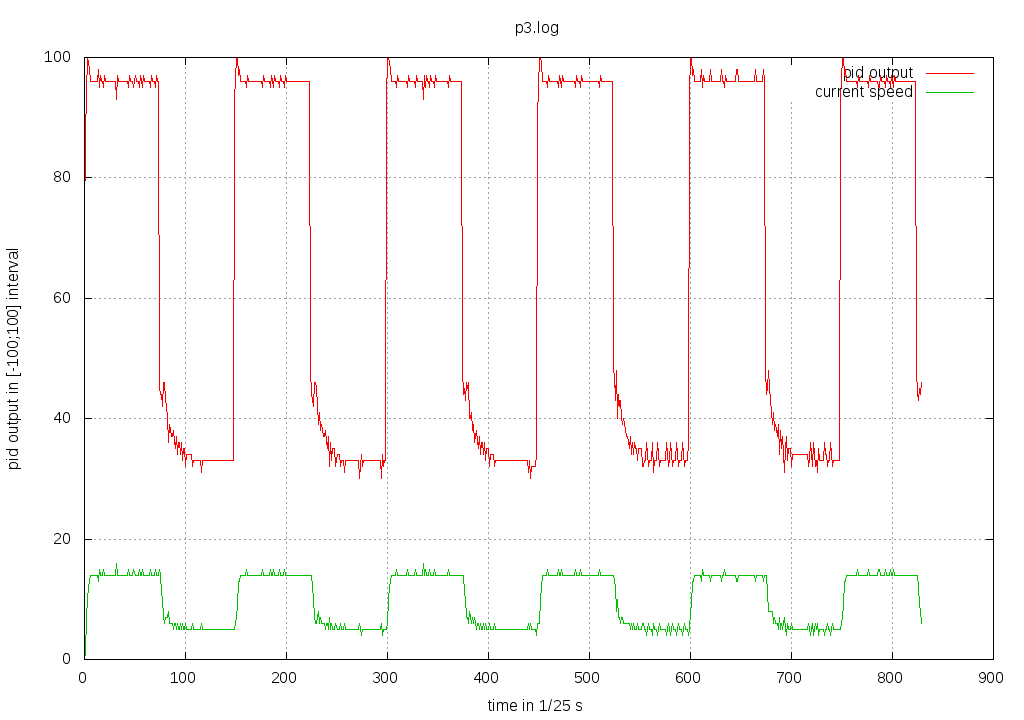 p3.log
pid output
current speed
pid output in [-100;100] interval
100
80
60
40
20
0
0 100 200 300 400 500 600 700 800 900
time in 1/25 s